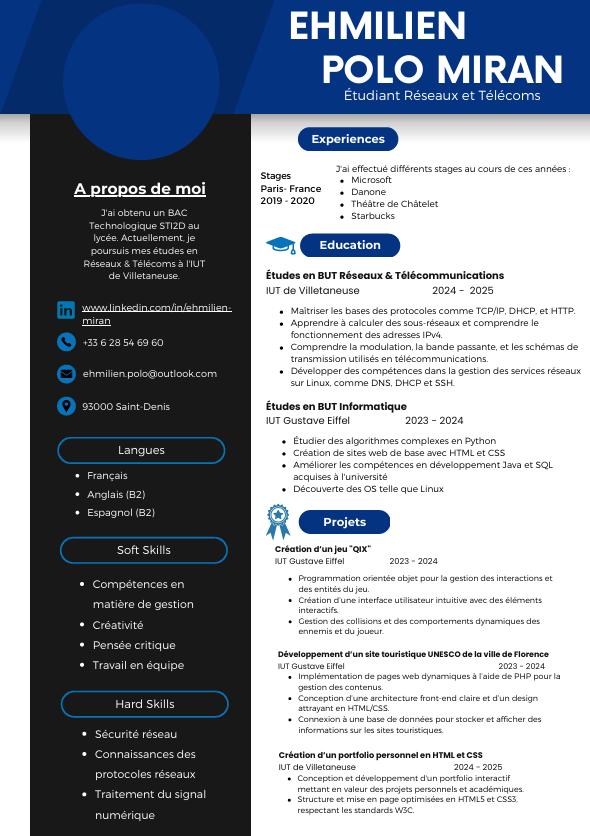 EHMILIEN
POLO MIRAN
Étudiant Réseaux et Télécoms
A propos de moi
J'ai obtenu un BAC
Technologique STI2D au
lycée. Actuellement, je
poursuis mes études en
Réseaux & Télécoms à l'IUT
de Villetaneuse.
www.linkedin.com/in/ehmilien-
miran
+33 6 28 54 69 60
ehmilien.polo@outlook.com
93000 Saint-Denis
Langues
• Français
• Anglais (B2)
• Espagnol (B2)
Soft Skills
• Compétences en
matière de gestion
• Créativité
• Pensée critique
• Travail en équipe
Hard Skills
• Sécurité réseau
• Connaissances des
protocoles réseaux
• Traitement du signal
numérique
Experiences
Stages
Paris- France
2019 - 2020
J'ai effectué différents stages au cours de ces années :
• Microsoft
• Danone
• Théâtre de Châtelet
• Starbucks
Education
Études en BUT Réseaux & Télécommunications
IUT de Villetaneuse 2024 - 2025
• Maîtriser les bases des protocoles comme TCP/IP, DHCP, et HTTP.
• Apprendre à calculer des sous-réseaux et comprendre le
fonctionnement des adresses IPv4.
• Comprendre la modulation, la bande passante, et les schémas de
transmission utilisés en télécommunications.
• Développer des compétences dans la gestion des services réseaux
sur Linux, comme DNS, DHCP et SSH.
Études en BUT Informatique
IUT Gustave Eiffel 2023 - 2024
• Étudier des algorithmes complexes en Python
• Création de sites web de base avec HTML et CSS
• Améliorer les compétences en développement Java et SQL
acquises à l'université
• Découverte des OS telle que Linux
Projets
Création d'un jeu "QIX"
IUT Gustave Eiffel 2023 - 2024
• Programmation orientée objet pour la gestion des interactions et
des entités du jeu.
• Création d'une interface utilisateur intuitive avec des éléments
interactifs.
• Gestion des collisions et des comportements dynamiques des
ennemis et du joueur.
Développement d'un site touristique UNESCO de la ville de Florence
IUT Gustave Eiffel 2023 - 2024
• Implémentation de pages web dynamiques à l'aide de PHP pour la
gestion des contenus.
• Conception d'une architecture front-end claire et d'un design
attrayant en HTML/CSS.
• Connexion à une base de données pour stocker et afficher des
informations sur les sites touristiques.
Création d'un portfolio personnel en HTML et CSS
IUT de Villetaneuse 2024 - 2025
• Conception et développement d'un portfolio interactif
mettant en valeur des projets personnels et académiques.
• Structure et mise en page optimisées en HTML5 et CSS3,
respectant les standards W3C.